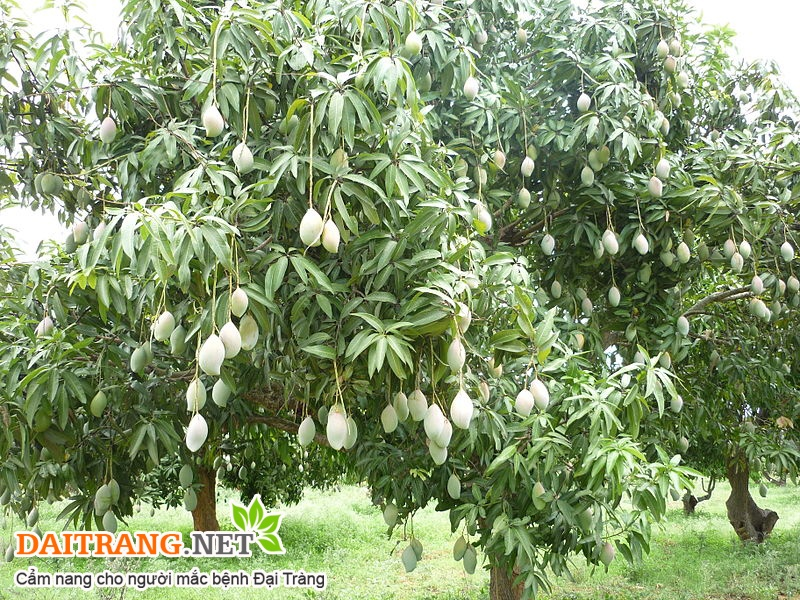 DAITRANG.NET
Cẩm nang cho người mắc bệnh Đại Tràng